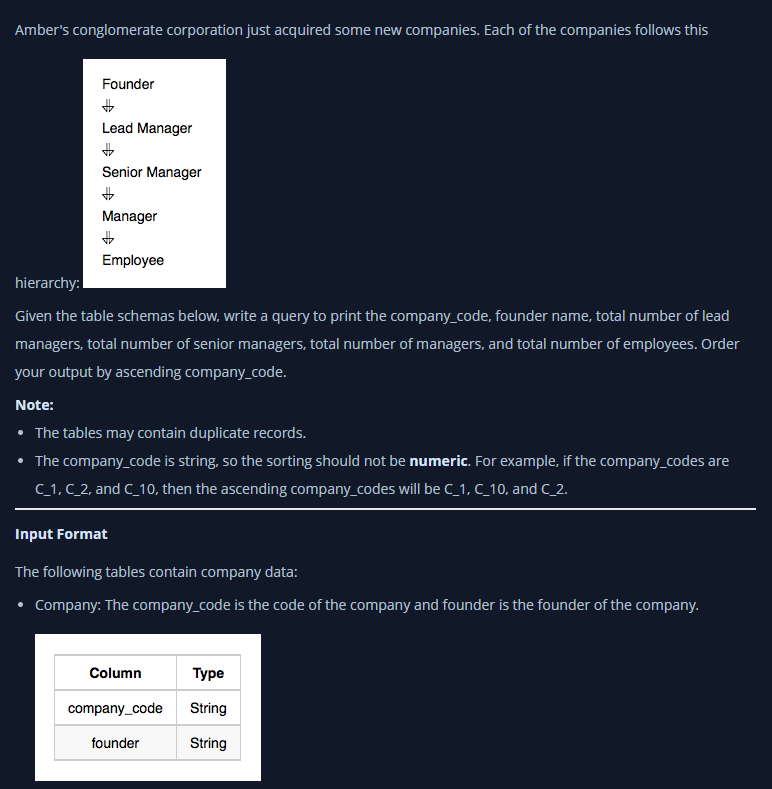 Amber's conglomerate corporation just acquired some new companies. Each of the companies follows this
Founder
Lead Manager
Senior Manager
Manager
Employee
hierarchy:
Given the table schemas below, write a query to print the company_code, founder name, total number of lead
managers, total number of senior managers, total number of managers, and total number of employees. Order
your output by ascending company_code.
Note:
• The tables may contain duplicate records.
• The company_code is string, so the sorting should not be numeric. For example, if the company_codes are
C_1, C_2, and C_10, then the ascending company_codes will be C_1, C_10, and C_2.
Input Format
The following tables contain company data:
• Company: The company_code is the code of the company and founder is the founder of the company.
Column Type
company_code String
founder String